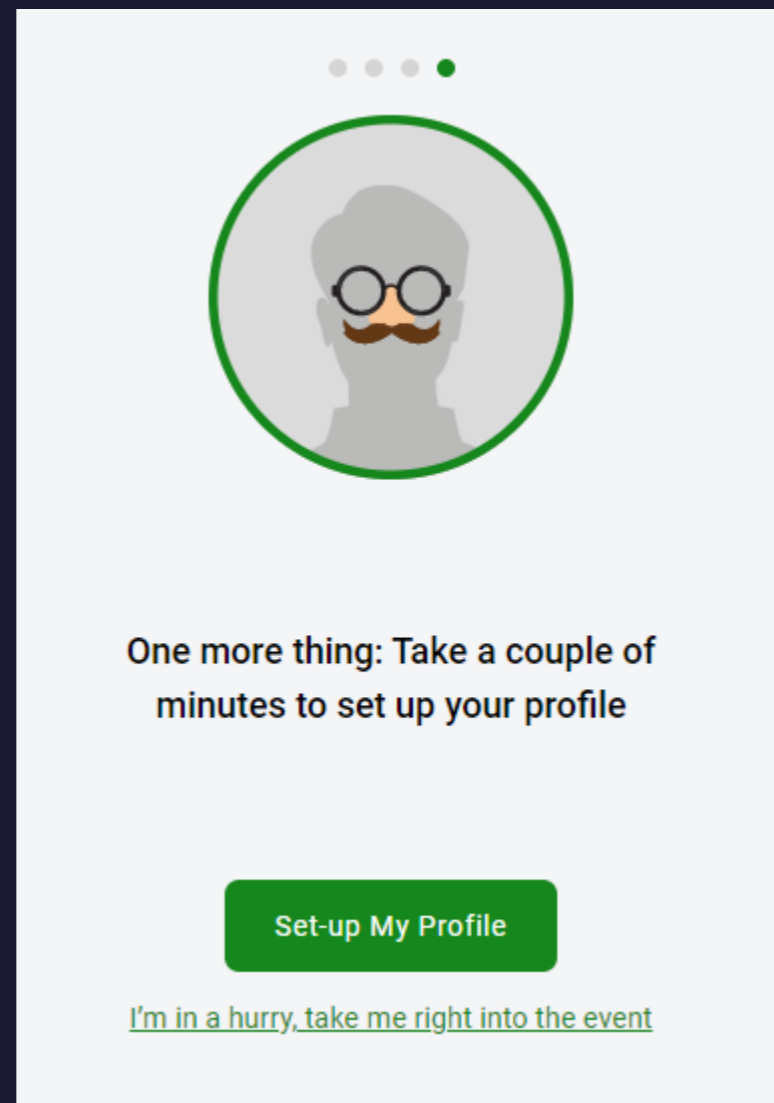 One more thing: Take a couple of
minutes to set up your profile
Set-up My Profile
I’m in a hurry, take me right into the event